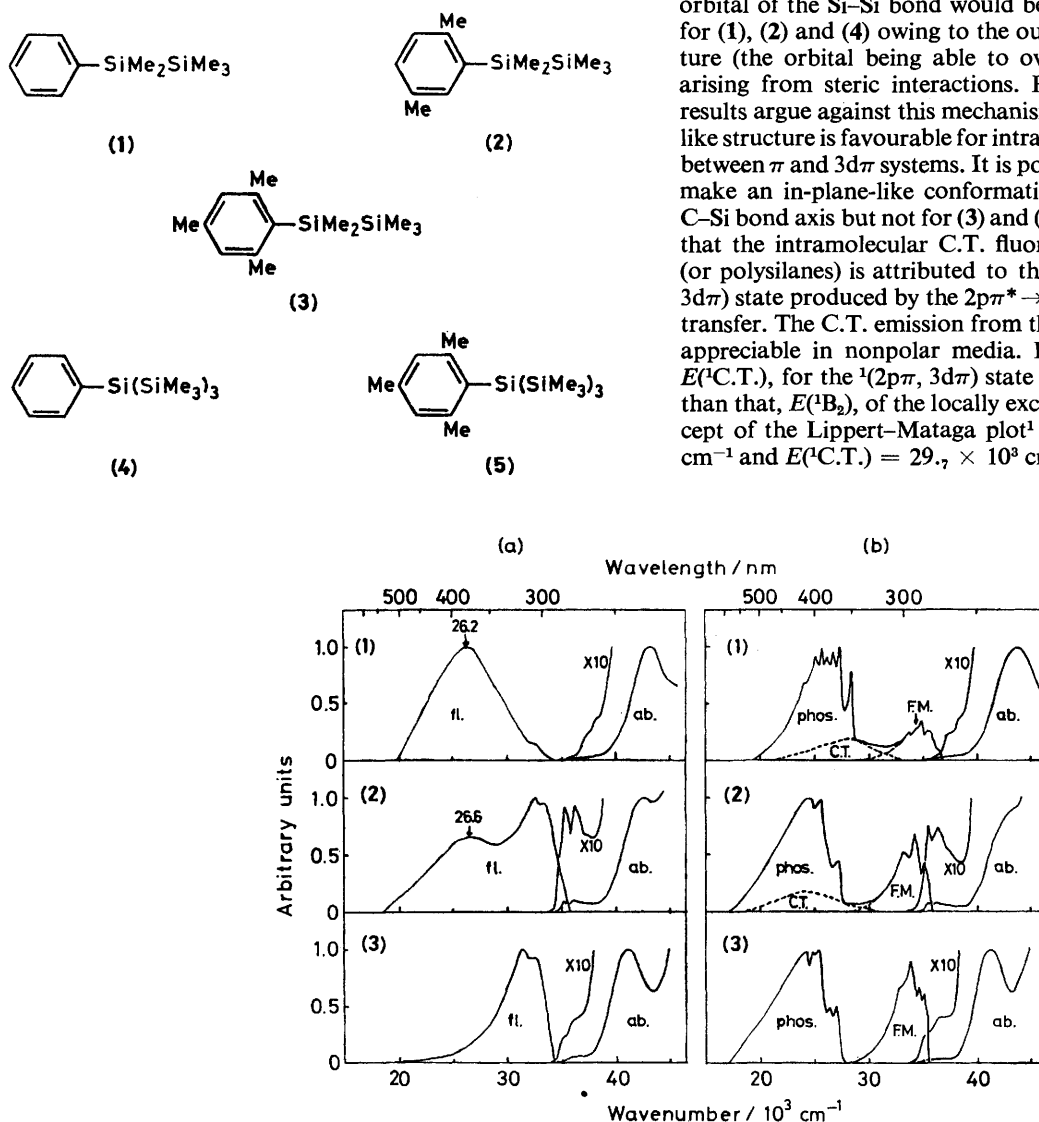 Me
SiMe2SiMe3
SiMe2SiMe3
Me
(1)
(2)
Me
Me
SiMe2SiMe3
Me
(3)
Me
Si(SiMe3)3
Me
Si(SiMe3)3
Me
(4)
(5)
orbital of the Si–Si bond would be
for (1), (2) and (4) owing to the ou
ture (the orbital being able to ov
arising from steric interactions.
results argue against this mechanis
like structure is favourable for intra
between π and 3dπ systems. It is po
make an in-plane-like conformati
C–Si bond axis but not for (3) and (
that the intramolecular C.T. fluor
(or polysilanes) is attributed to th
3dπ) state produced by the 2pπ* →
transfer. The C.T. emission from th
appreciable in nonpolar media.
E(¹C.T.), for the ¹(2pπ, 3dπ) state
than that, E(¹B₂), of the locally exc
cept of the Lippert–Mataga plot¹
cm⁻¹ and E(¹C.T.) = 29.₇ × 10³ c
(a)
(b)
Wavelength / nm
500 400 300
500 400 300
Arbitrary units
1.0
0.5
0
(1)
26.2
fl.
X10
ab.
(1)
phos.
C.T.
F.M.
X10
ab.
1.0
0.5
0
(2)
26.6
fl.
X10
ab.
(2)
phos.
C.T.
F.M.
X10
ab.
1.0
0.5
0
(3)
fl.
X10
ab.
(3)
phos.
F.M.
X10
ab.
20 30 40
20 30 40
Wavenumber / 10³ cm⁻¹